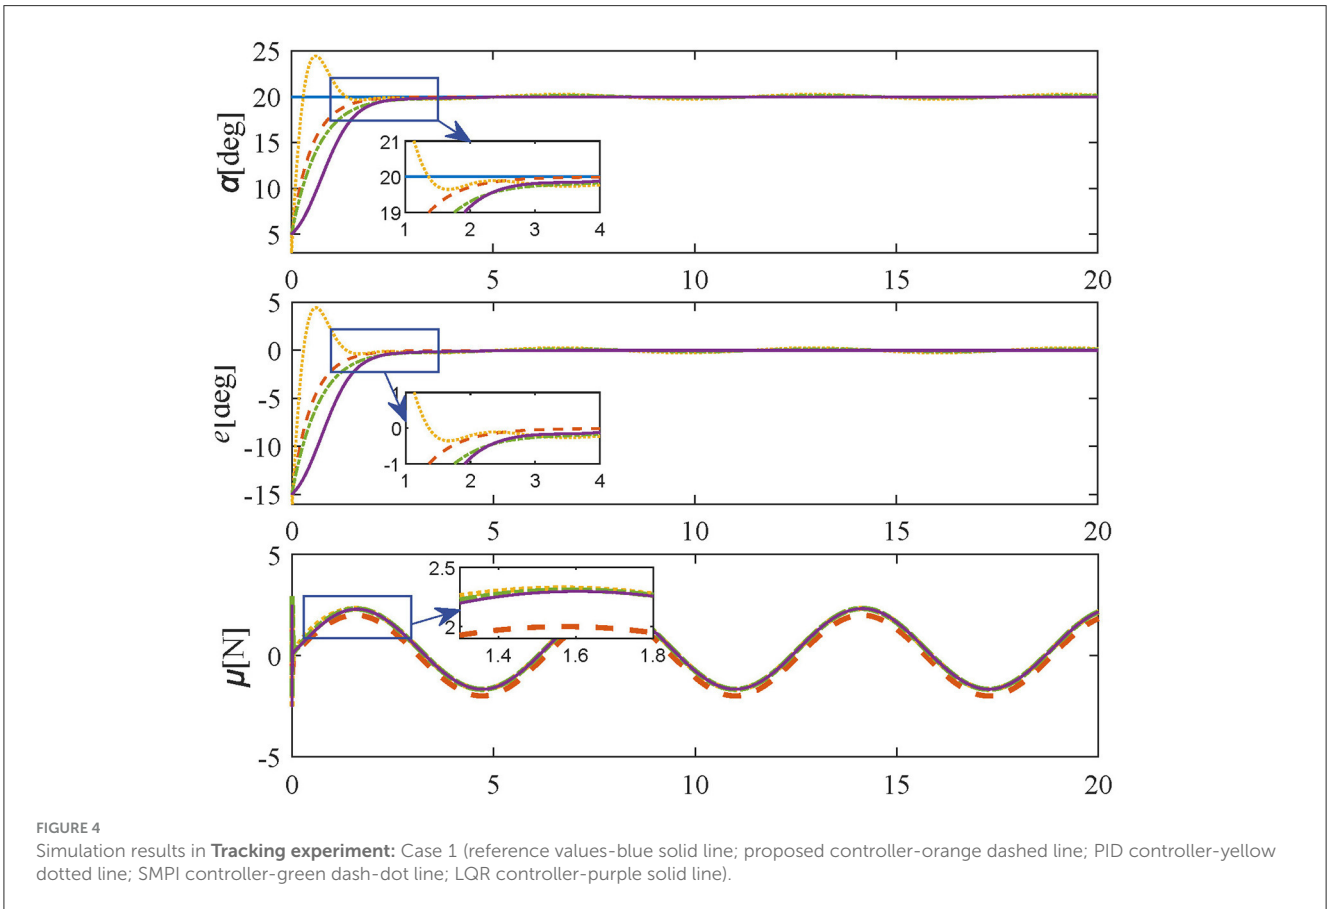 25
20
15
10
5
α[deg]
21
20
19
1 2 3 4
0 5 10 15 20
5
0
-5
-10
-15
e[deg]
1
0
-1
1 2 3 4
0 5 10 15 20
5
0
-5
μ[N]
2.5
2
1.4 1.6 1.8
0 5 10 15 20
FIGURE 4
Simulation results in Tracking experiment: Case 1 (reference values-blue solid line; proposed controller-orange dashed line; PID controller-yellow
dotted line; SMPI controller-green dash-dot line; LQR controller-purple solid line).